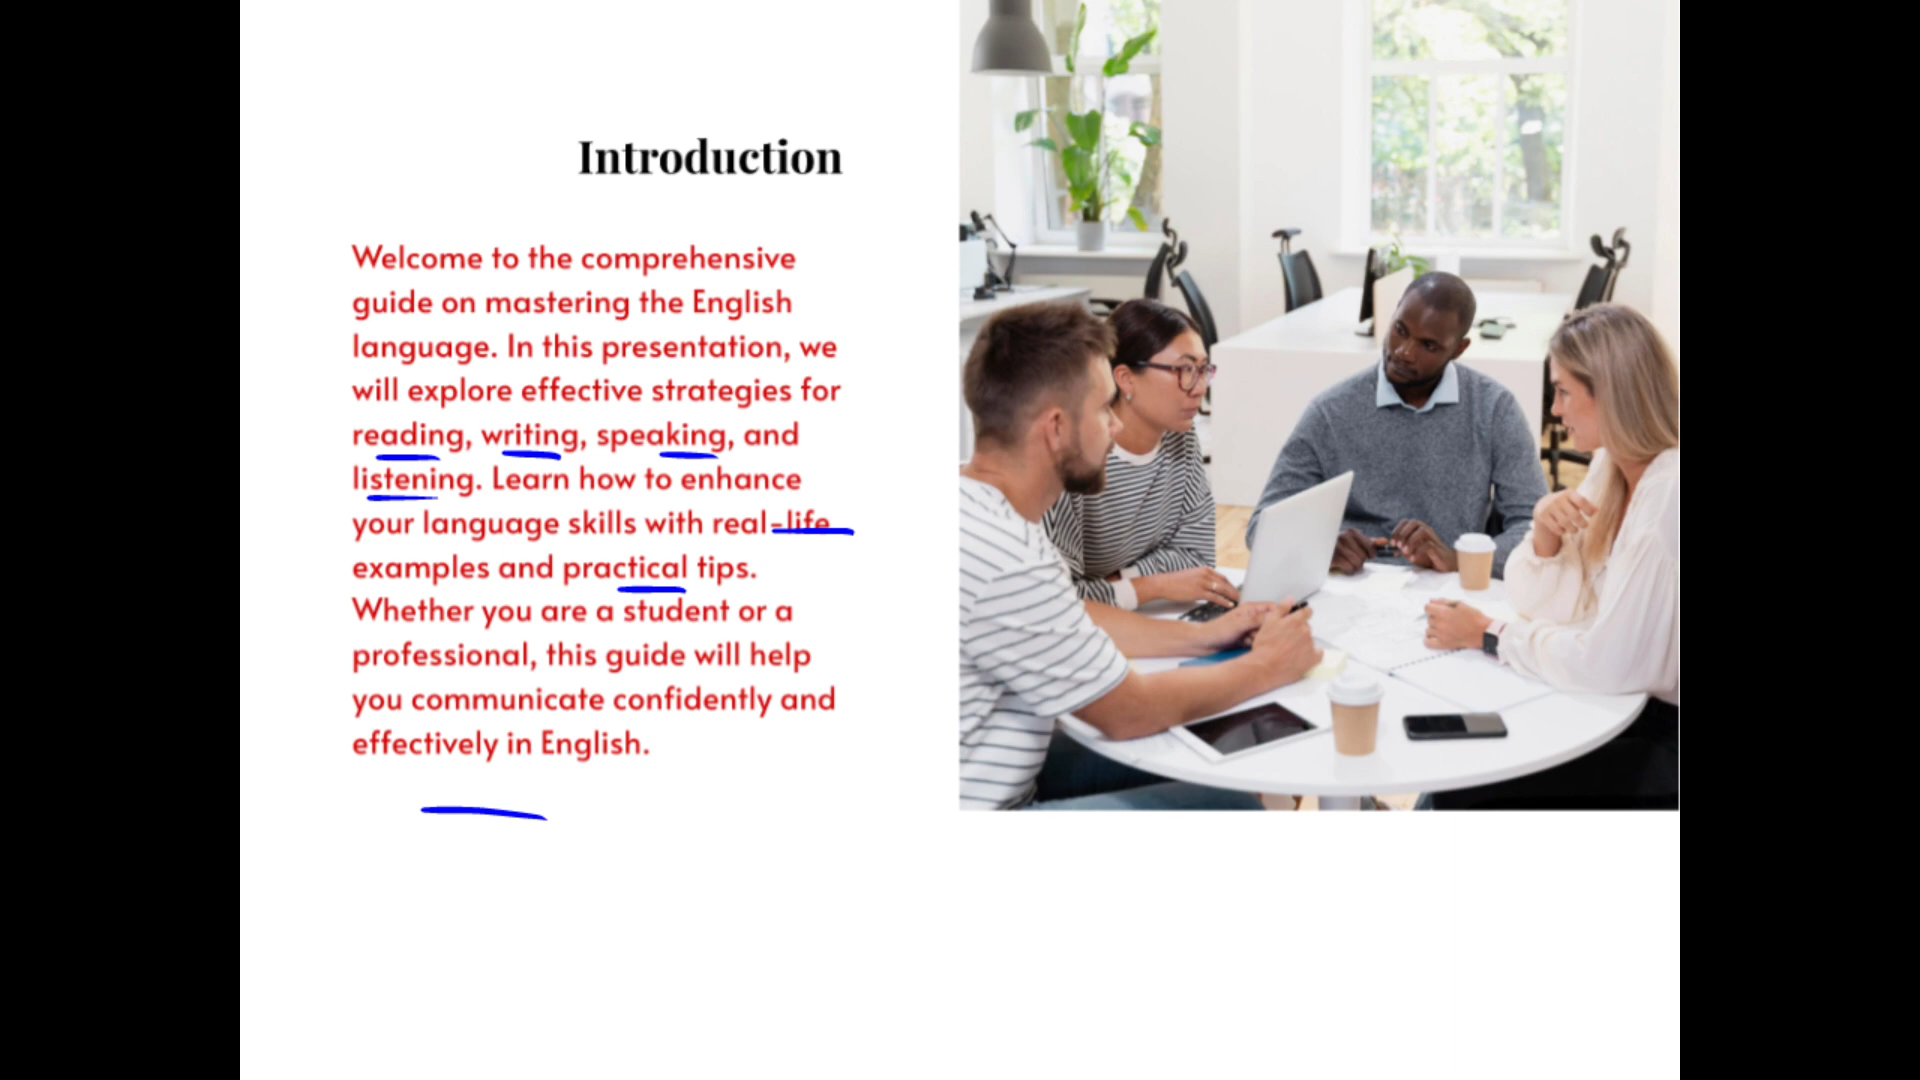 Introduction
Welcome to the comprehensive
guide on mastering the English
language. In this presentation, we
will explore effective strategies for
reading, writing, speaking, and
listening. Learn how to enhance
your language skills with real-life
examples and practical tips.
Whether you are a student or a
professional, this guide will help
you communicate confidently and
effectively in English.